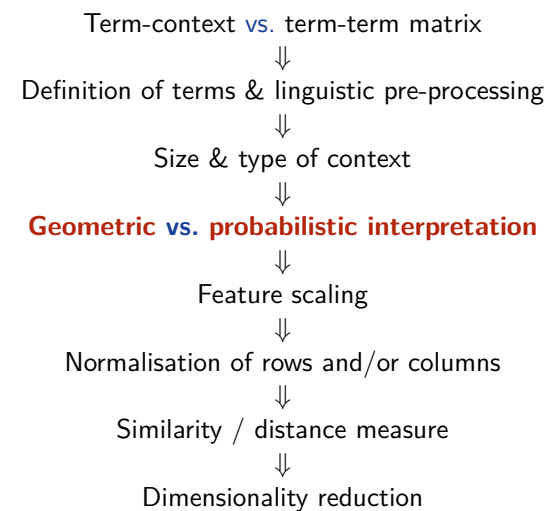 Term-context vs. term-term matrix
⇓
Definition of terms & linguistic pre-processing
⇓
Size & type of context
⇓
Geometric vs. probabilistic interpretation
⇓
Feature scaling
⇓
Normalisation of rows and/or columns
⇓
Similarity / distance measure
⇓
Dimensionality reduction